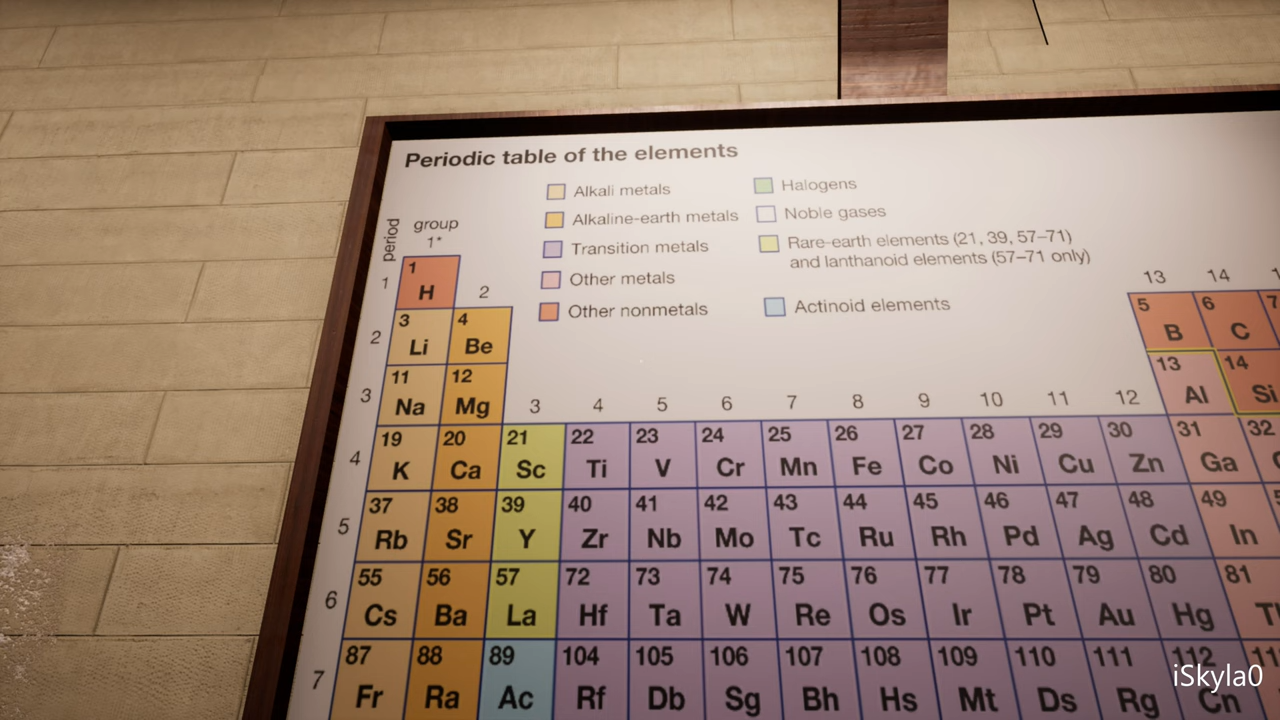 Periodic table of the elements
Alkali metals
Alkaline-earth metals
Transition metals
Other metals
Other nonmetals
Halogens
Noble gases
Rare-earth elements (21, 39, 57–71)
and lanthanoid elements (57–71 only)
Actinoid elements
period
group
1*
2
13 14
1
1 H
5 B 6 C 7
2
3 Li 4 Be
13 Al 14 Si
3
11 Na 12 Mg
3 4 5 6 7 8 9 10 11 12
4
19 K 20 Ca 21 Sc 22 Ti 23 V 24 Cr 25 Mn 26 Fe 27 Co 28 Ni 29 Cu 30 Zn 31 Ga 32
5
37 Rb 38 Sr 39 Y 40 Zr 41 Nb 42 Mo 43 Tc 44 Ru 45 Rh 46 Pd 47 Ag 48 Cd 49 In
6
55 Cs 56 Ba 57 La 72 Hf 73 Ta 74 W 75 Re 76 Os 77 Ir 78 Pt 79 Au 80 Hg 81
7
87 Fr 88 Ra 89 Ac 104 Rf 105 Db 106 Sg 107 Bh 108 Hs 109 Mt 110 Ds 111 Rg 112 Cn
iSkyla0